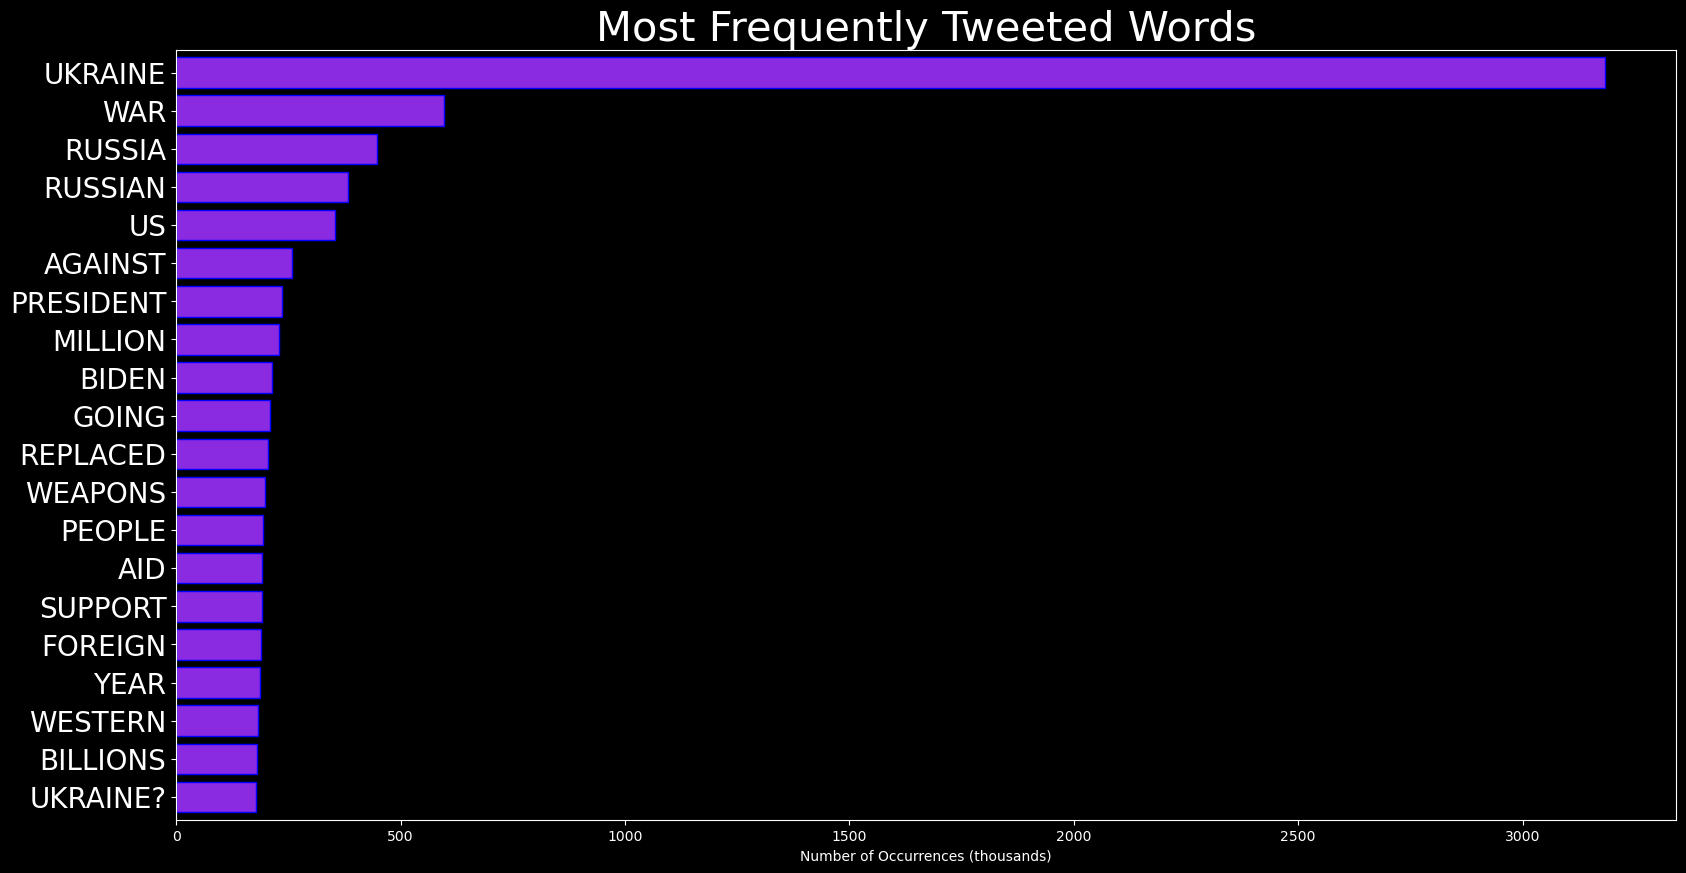 Most Frequently Tweeted Words
UKRAINE
WAR
RUSSIA
RUSSIAN
US
AGAINST
PRESIDENT
MILLION
BIDEN
GOING
REPLACED
WEAPONS
PEOPLE
AID
SUPPORT
FOREIGN
YEAR
WESTERN
BILLIONS
UKRAINE?
0 500 1000 1500 2000 2500 3000
Number of Occurrences (thousands)